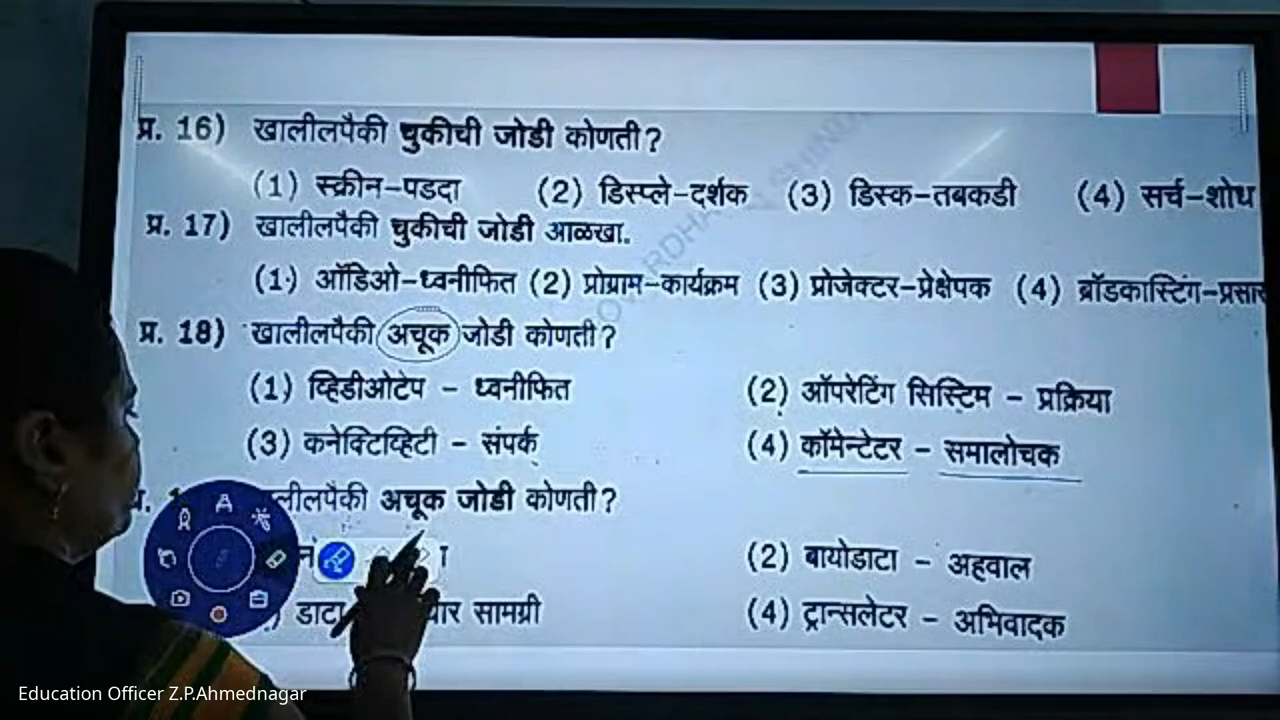 प्र. 16) खालीलपैकी चुकीची जोडी कोणती?
(1) स्क्रीन-पडदा (2) डिस्प्ले-दर्शक (3) डिस्क-तबकडी (4) सर्च-शोध
प्र. 17) खालीलपैकी चुकीची जोडी आळखा.
(1) ऑडिओ-ध्वनीफित (2) प्रोग्राम-कार्यक्रम (3) प्रोजेक्टर-प्रेक्षेपक (4) ब्रॉडकास्टिंग-प्रसार
प्र. 18) खालीलपैकी अचूक जोडी कोणती?
(1) व्हिडीओटेप - ध्वनीफित (2) ऑपरेटिंग सिस्टिम - प्रक्रिया
(3) कनेक्टिव्हिटी - संपर्क (4) कॉमेन्टेटर - समालोचक
लीलपैकी अचूक जोडी कोणती?
(2) बायोडाटा - अहवाल
डाटा सामग्री (4) ट्रान्सलेटर - अभिवादक
Education Officer Z.P.Ahmednagar